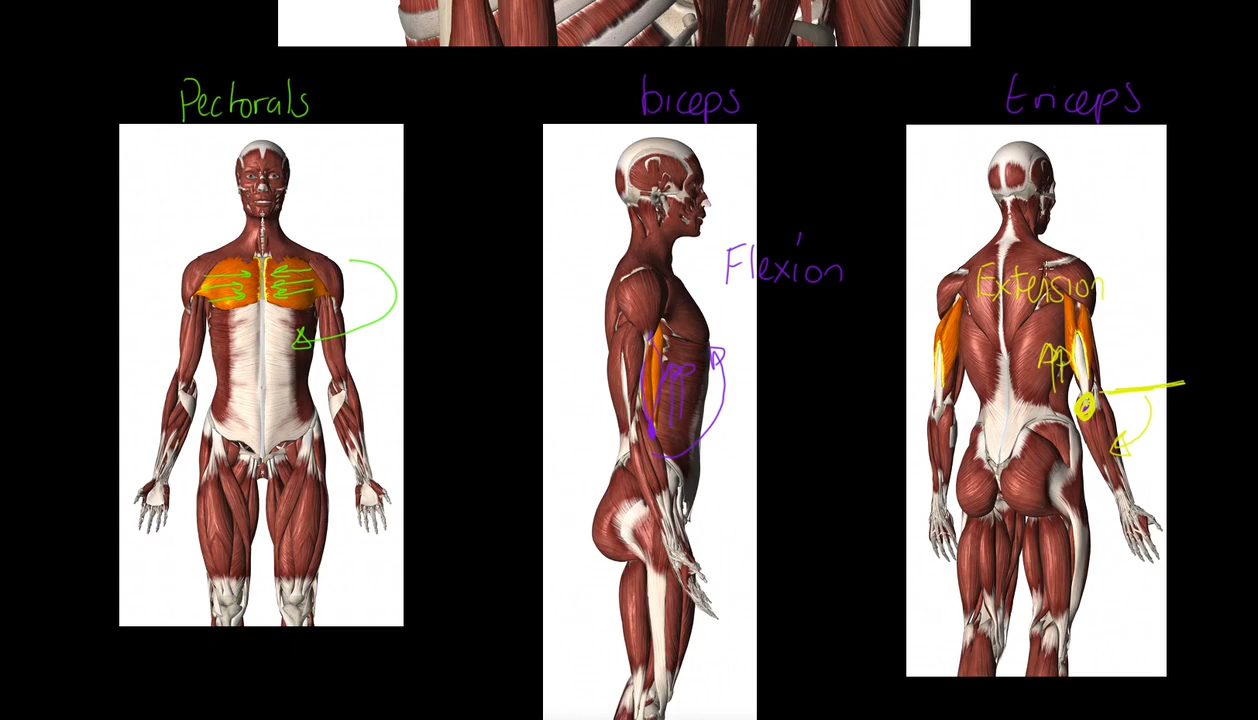 Pectorals
biceps
triceps
Flexion
Extension